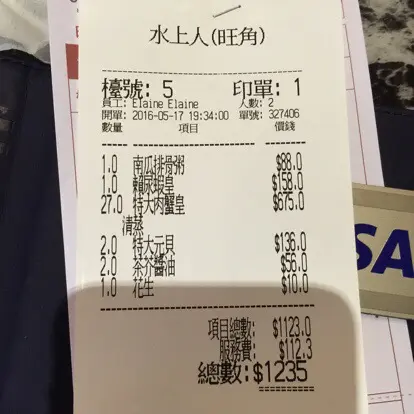 水上人(旺角)
檯號: 5 印單: 1
員工: Elaine Elaine 人數: 2
開單: 2016-05-17 19:34:00 單號: 327406
數量 項目 價錢
1.0 南瓜排骨粥 $88.0
1.0 賴尿蝦皇 $158.0
27.0 特大肉蟹皇 $675.0
清蒸
2.0 特大元貝 $136.0
2.0 茶芥醬油 $56.0
1.0 花生 $10.0
項目總數: $1123.0
服務費: $112.3
總數: $1235
SA